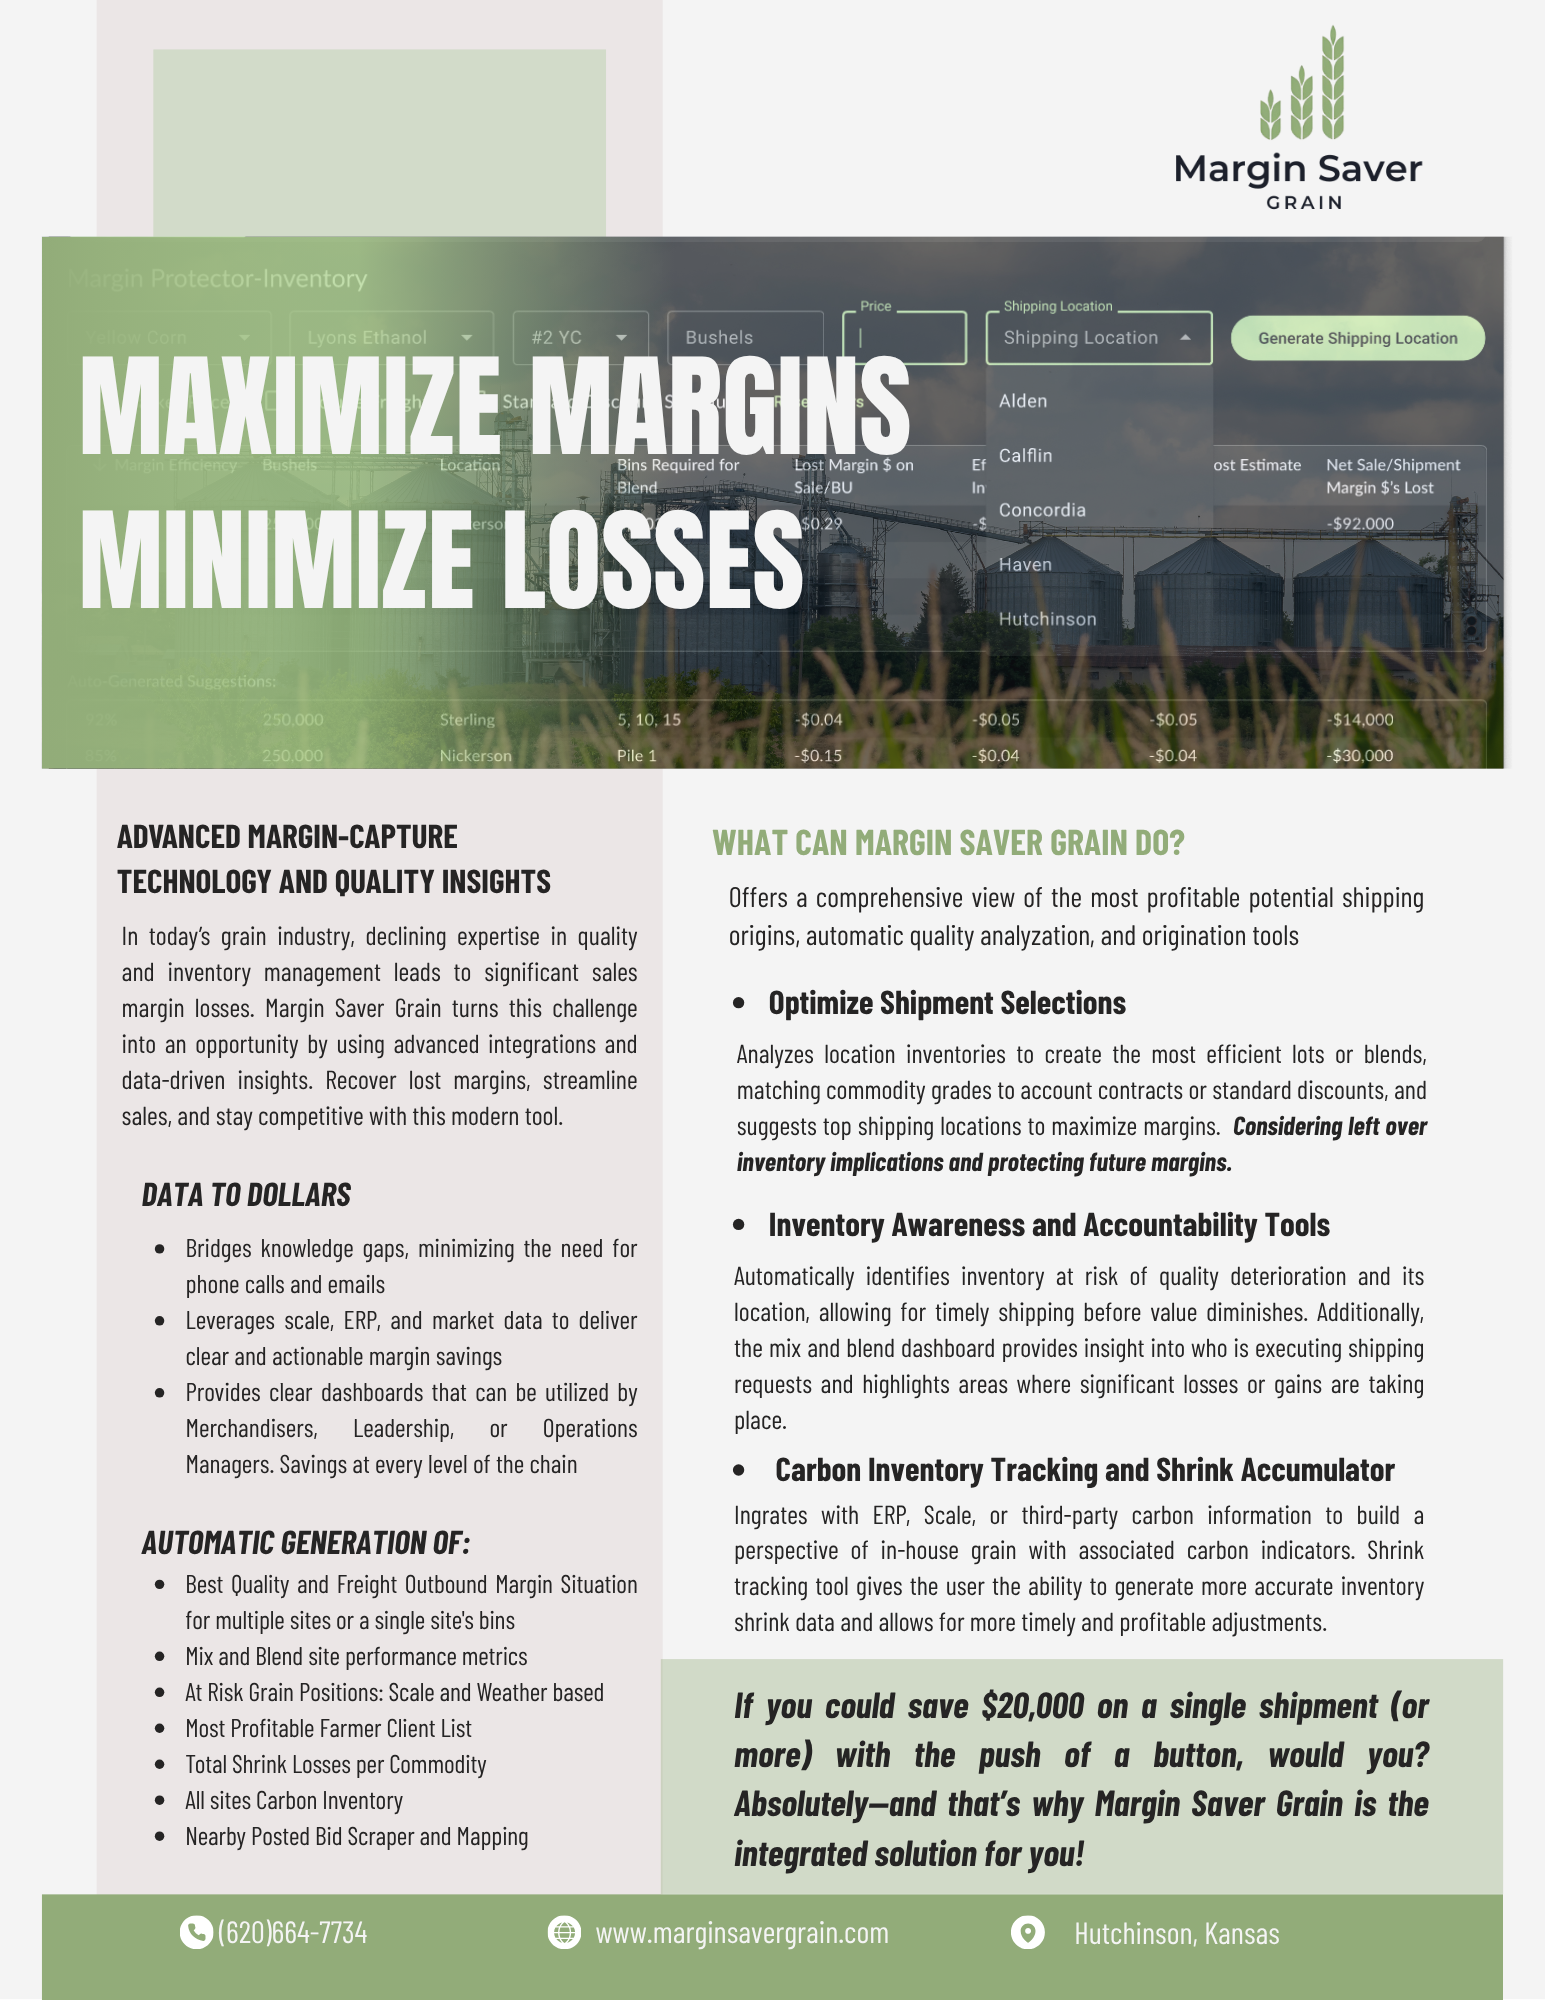 Margin Saver
GRAIN
Margin Protector-Inventory
Price
Shipping Location
Yellow Corn
Lyons Ethanol
#2 YC
Bushels
Shipping Location
Generate Shipping Location
MAXIMIZE MARGINS
Alden
Margin Efficiency
Bushels
Location
Bins Required for
Blend
Lost Margin $ on
Sale/BU
Calflin
ost Estimate
Net Sale/Shipment
Margin $'s Lost
Concordia
$0.29
-$92.000
MINIMIZE LOSSES
Haven
Hutchinson
Auto-Generated Suggestions:
92% 250,000 Sterling 5, 10, 15 -$0.04 -$0.05 -$0.05 -$14,000
85% 250.000 Nickerson Pile 1 -$0.15 -$0.04 -$0.04 -$30,000
ADVANCED MARGIN-CAPTURE
TECHNOLOGY AND QUALITY INSIGHTS
In today's grain industry, declining expertise in quality
and inventory management leads to significant sales
margin losses. Margin Saver Grain turns this challenge
into an opportunity by using advanced integrations and
data-driven insights. Recover lost margins, streamline
sales, and stay competitive with this modern tool.
DATA TO DOLLARS
• Bridges knowledge gaps, minimizing the need for
phone calls and emails
• Leverages scale, ERP, and market data to deliver
clear and actionable margin savings
• Provides clear dashboards that can be utilized by
Merchandisers, Leadership, or Operations
Managers. Savings at every level of the chain
AUTOMATIC GENERATION OF:
• Best Quality and Freight Outbound Margin Situation
for multiple sites or a single site's bins
• Mix and Blend site performance metrics
• At Risk Grain Positions: Scale and Weather based
• Most Profitable Farmer Client List
• Total Shrink Losses per Commodity
• All sites Carbon Inventory
• Nearby Posted Bid Scraper and Mapping
WHAT CAN MARGIN SAVER GRAIN DO?
Offers a comprehensive view of the most profitable potential shipping
origins, automatic quality analyzation, and origination tools
• Optimize Shipment Selections
Analyzes location inventories to create the most efficient lots or blends,
matching commodity grades to account contracts or standard discounts, and
suggests top shipping locations to maximize margins. Considering left over
inventory implications and protecting future margins.
• Inventory Awareness and Accountability Tools
Automatically identifies inventory at risk of quality deterioration and its
location, allowing for timely shipping before value diminishes. Additionally,
the mix and blend dashboard provides insight into who is executing shipping
requests and highlights areas where significant losses or gains are taking
place.
• Carbon Inventory Tracking and Shrink Accumulator
Ingrates with ERP, Scale, or third-party carbon information to build a
perspective of in-house grain with associated carbon indicators. Shrink
tracking tool gives the user the ability to generate more accurate inventory
shrink data and allows for more timely and profitable adjustments.
If you could save $20,000 on a single shipment (or
more) with the push of a button, would you?
Absolutely—and that's why Margin Saver Grain is the
integrated solution for you!
(620)664-7734
www.marginsavergrain.com
Hutchinson, Kansas